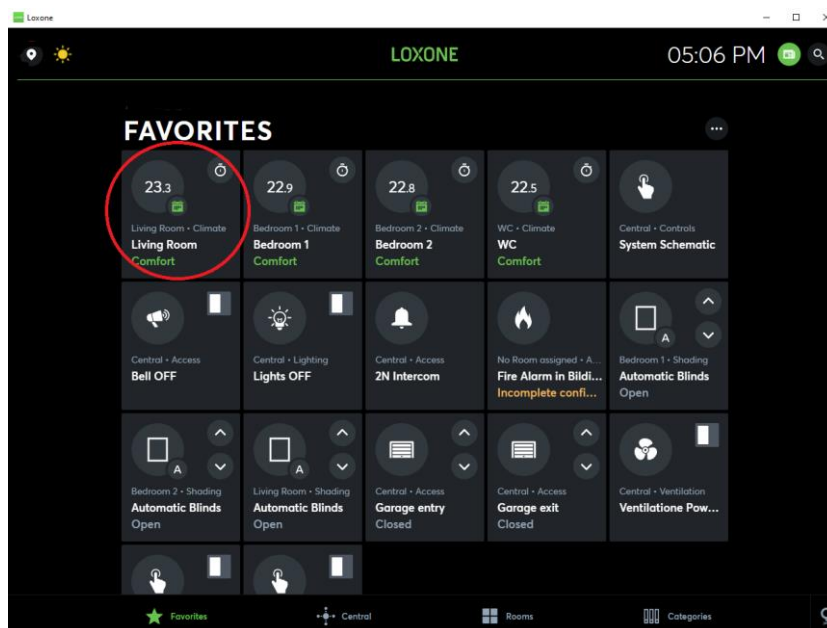 Loxone
LOXONE
05:06 PM
FAVORITES
23.3
Living Room • Climate
Living Room
Comfort
22.9
Bedroom 1 • Climate
Bedroom 1
Comfort
22.8
Bedroom 2 • Climate
Bedroom 2
Comfort
22.5
WC • Climate
WC
Comfort
Central • Controls
System Schematic
Central • Access
Bell OFF
Central • Lighting
Lights OFF
Central • Access
2N Intercom
No Room assigned • A...
Fire Alarm in Bildi...
Incomplete confi...
A
Bedroom 1 • Shading
Automatic Blinds
Open
A
Bedroom 2 • Shading
Automatic Blinds
Open
A
Living Room • Shading
Automatic Blinds
Open
Central • Access
Garage entry
Closed
Central • Access
Garage exit
Closed
Central • Ventilation
Ventilatione Pow...
Favorites
Central
Rooms
Categories